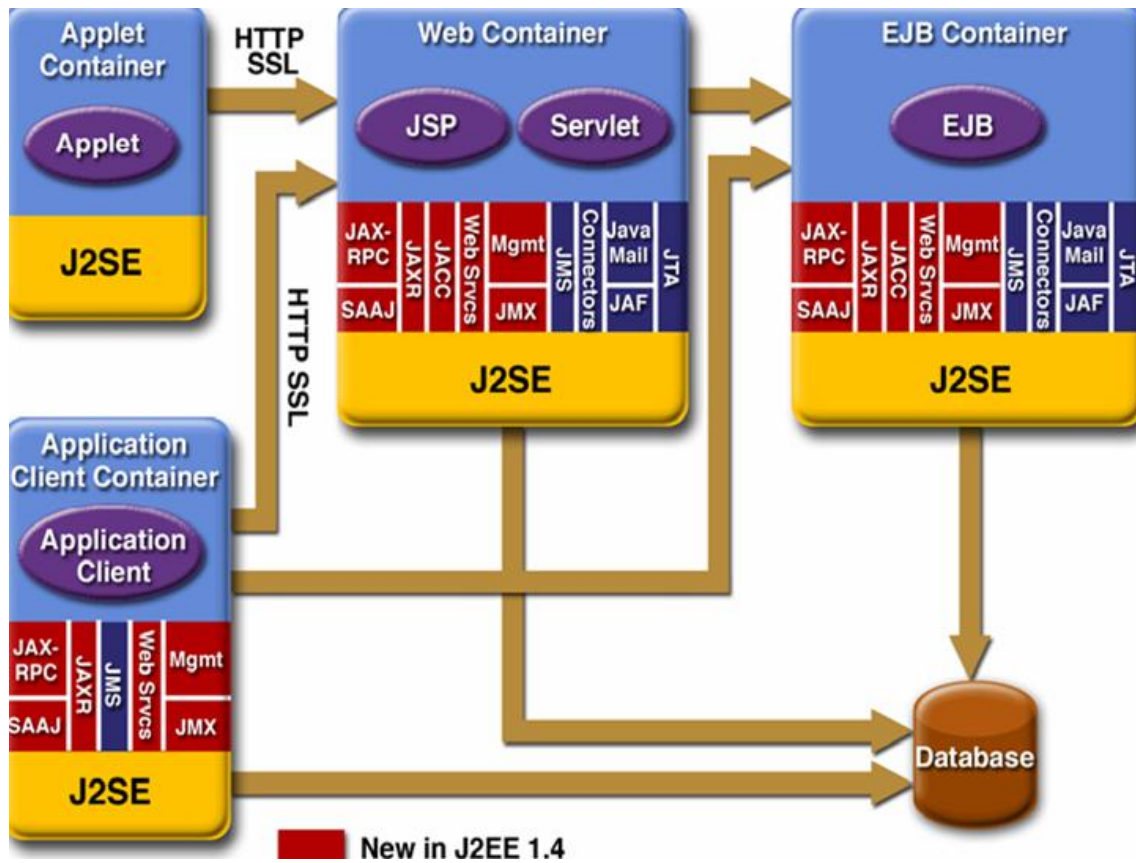 Applet
Container
Applet
J2SE
HTTP
SSL
Web Container
JSP
Servlet
JAX-
RPC
SAAJ
JAXR
JACC
Web Srvcs
Mgmt
JMX
JMS
Connectors
Java
Mail
JAF
JTA
J2SE
EJB Container
EJB
JAX-
RPC
SAAJ
JAXR
JACC
Web Srvcs
Mgmt
JMX
JMS
Connectors
Java
Mail
JAF
JTA
J2SE
HTTP SSL
Application
Client Container
Application
Client
JAX-
RPC
SAAJ
JAXR
JMS
Web Srvcs
Mgmt
JMX
J2SE
Database
New in J2EE 1.4